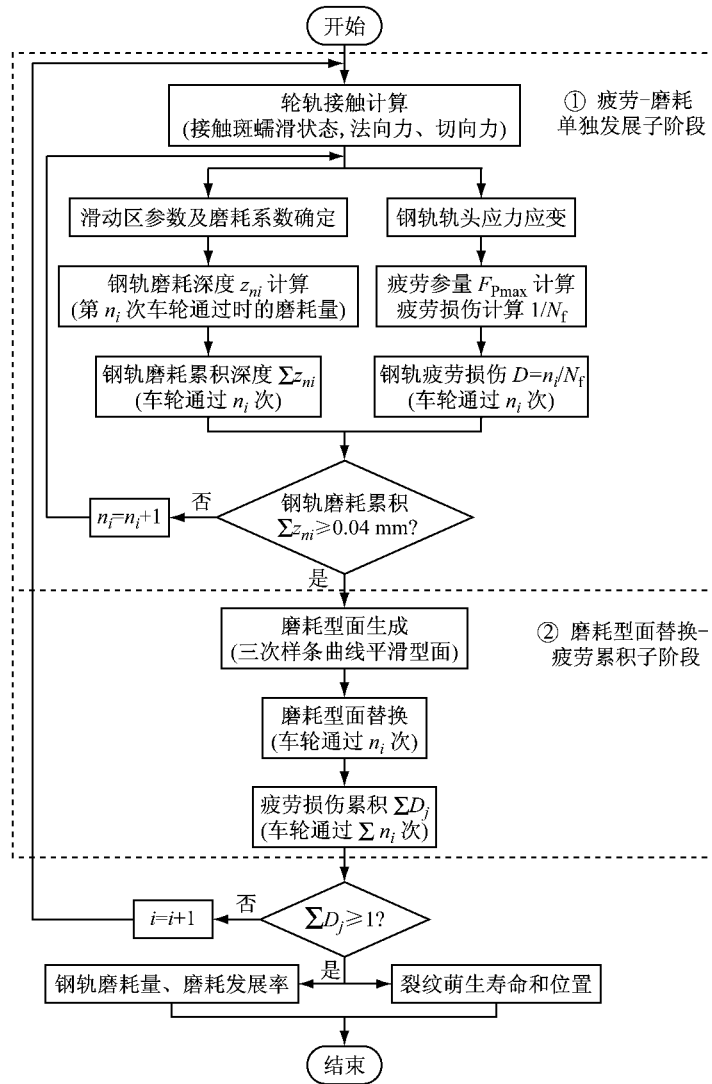 开始
轮轨接触计算
(接触斑蠕滑状态,法向力、切向力)
① 疲劳-磨耗
单独发展子阶段
滑动区参数及磨耗系数确定
钢轨轨头应力应变
钢轨磨耗深度 zni 计算
(第 ni 次车轮通过时的磨耗量)
疲劳参量 FPmax 计算
疲劳损伤计算 1/Nf
钢轨磨耗累积深度 ∑zni
(车轮通过 ni 次)
钢轨疲劳损伤 D=ni/Nf
(车轮通过 ni 次)
钢轨磨耗累积
∑zni≥0.04 mm?
否
ni=ni+1
是
磨耗型面生成
(三次样条曲线平滑型面)
② 磨耗型面替换-
疲劳累积子阶段
磨耗型面替换
(车轮通过 ni 次)
疲劳损伤累积 ∑Dj
(车轮通过 ∑ ni 次)
∑Dj≥1?
否
i=i+1
是
钢轨磨耗量、磨耗发展率
裂纹萌生寿命和位置
结束